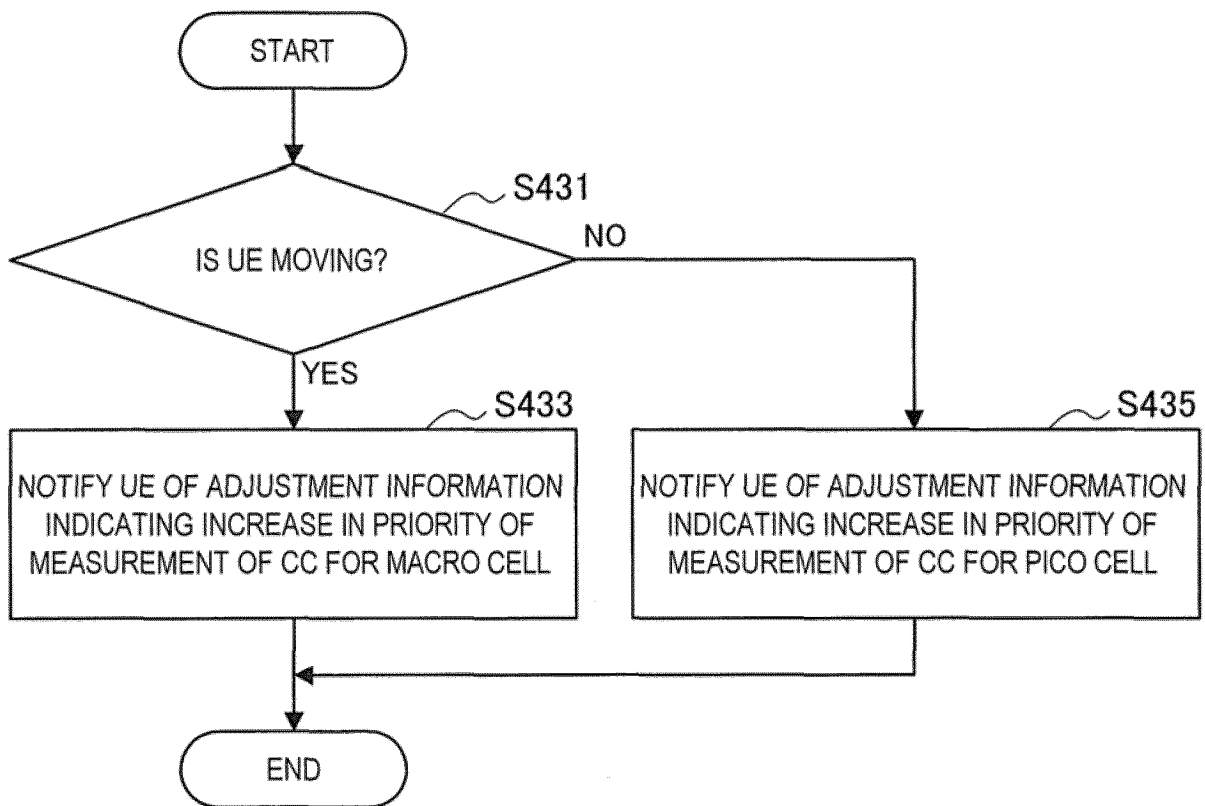 START
S431
IS UE MOVING?
NO
YES
S433
NOTIFY UE OF ADJUSTMENT INFORMATION
INDICATING INCREASE IN PRIORITY OF
MEASUREMENT OF CC FOR MACRO CELL
S435
NOTIFY UE OF ADJUSTMENT INFORMATION
INDICATING INCREASE IN PRIORITY OF
MEASUREMENT OF CC FOR PICO CELL
END